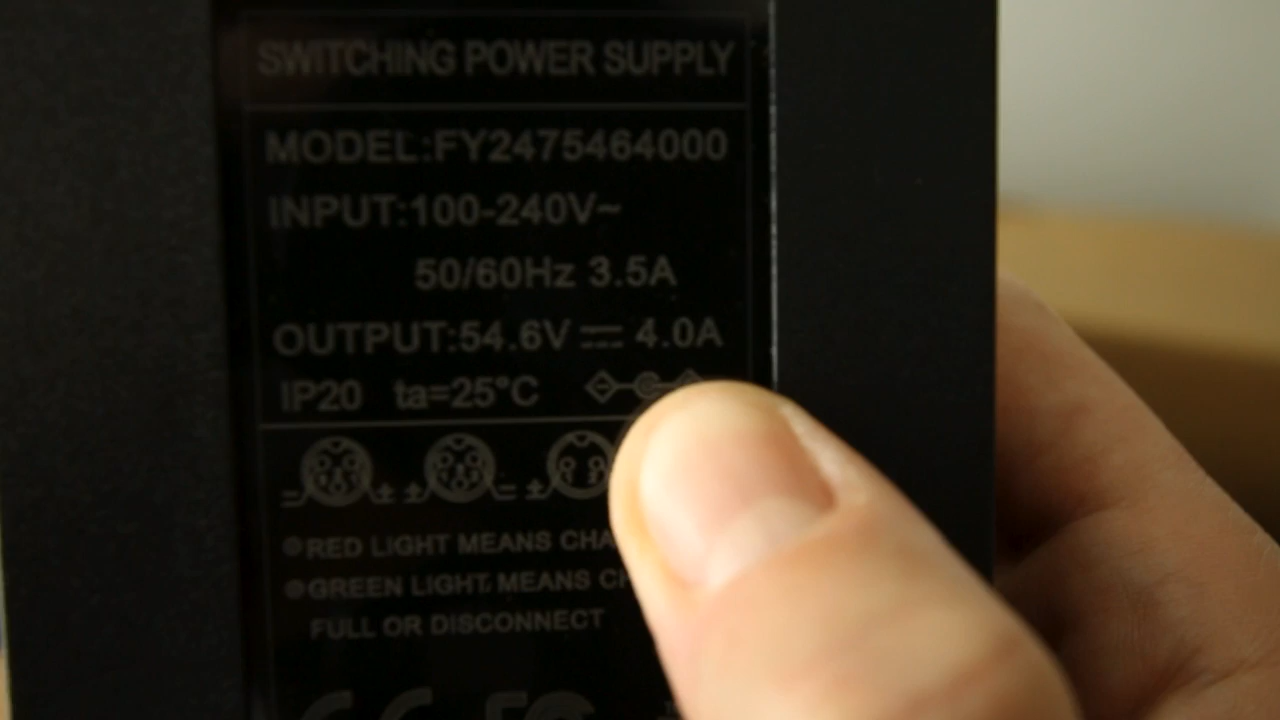 SWITCHING POWER SUPPLY
MODEL:FY2475464000
INPUT:100-240V~
50/60Hz 3.5A
OUTPUT:54.6V ⎓ 4.0A
IP20 ta=25°C
RED LIGHT MEANS
GREEN LIGHT MEANS
FULL OR DISCONNECT